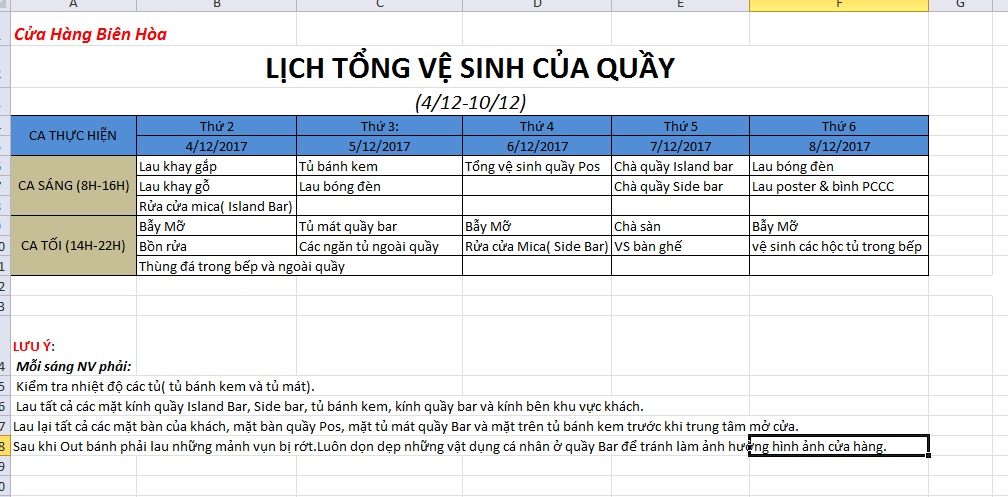 A B C D E F G
Cửa Hàng Biên Hòa
LỊCH TỔNG VỆ SINH CỦA QUẦY
(4/12-10/12)
CA THỰC HIỆN Thứ 2 Thứ 3: Thứ 4 Thứ 5 Thứ 6
4/12/2017 5/12/2017 6/12/2017 7/12/2017 8/12/2017
CA SÁNG (8H-16H) Lau khay gắp Tủ bánh kem Tổng vệ sinh quầy Pos Chà quầy Island bar Lau bóng đèn
Lau khay gỗ Lau bóng đèn Chà quầy Side bar Lau poster & bình PCCC
Rửa cửa mica( Island Bar)
CA TỐI (14H-22H) Bẫy Mỡ Tủ mát quầy bar Bẫy Mỡ Chà sàn Bẫy Mỡ
Bồn rửa Các ngăn tủ ngoài quầy Rửa cửa Mica( Side Bar) VS bàn ghế vệ sinh các hộc tủ trong bếp
Thùng đá trong bếp và ngoài quầy
LƯU Ý:
Mỗi sáng NV phải:
Kiểm tra nhiệt độ các tủ( tủ bánh kem và tủ mát).
Lau tất cả các mặt kính quầy Island Bar, Side bar, tủ bánh kem, kính quầy bar và kính bên khu vực khách.
Lau lại tất cả các mặt bàn của khách, mặt bàn quầy Pos, mặt tủ mát quầy Bar và mặt trên tủ bánh kem trước khi trung tâm mở cửa.
Sau khi Out bánh phải lau những mảnh vụn bị rớt.Luôn dọn dẹp những vật dụng cá nhân ở quầy Bar để tránh làm ảnh hưởng hình ảnh cửa hàng.